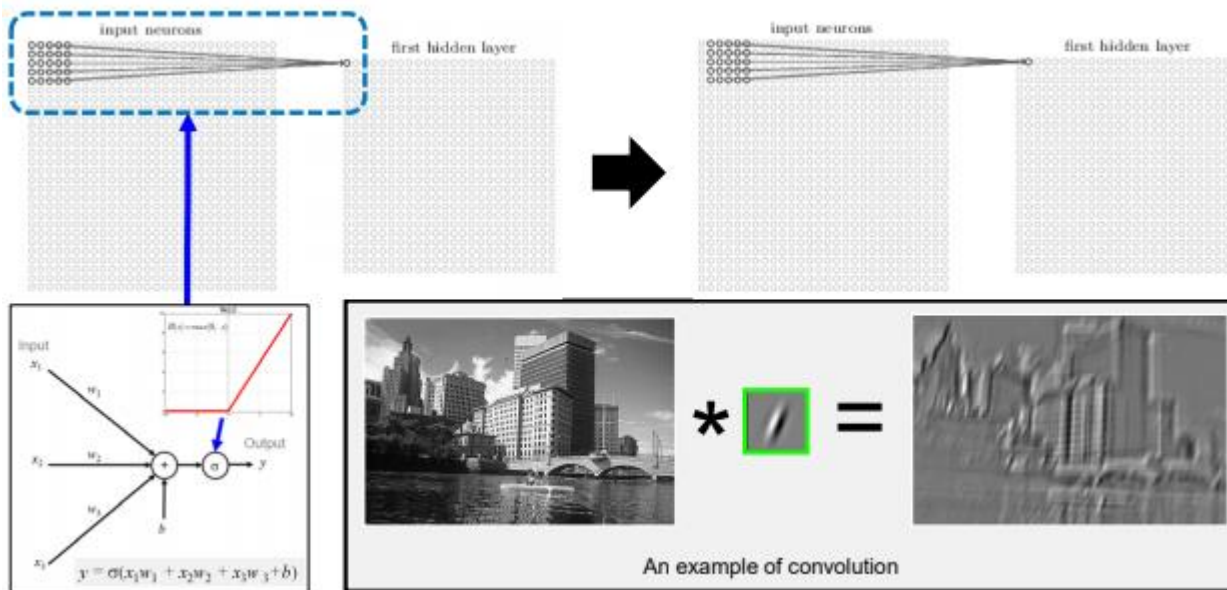 input neurons
first hidden layer
input neurons
first hidden layer
Input
x₁
w₁
x₂
w₂
w₃
x₃
+
σ
Output
y
b
y = σ(x₁w₁ + x₂w₂ + x₃w₃+b)
*
=
An example of convolution